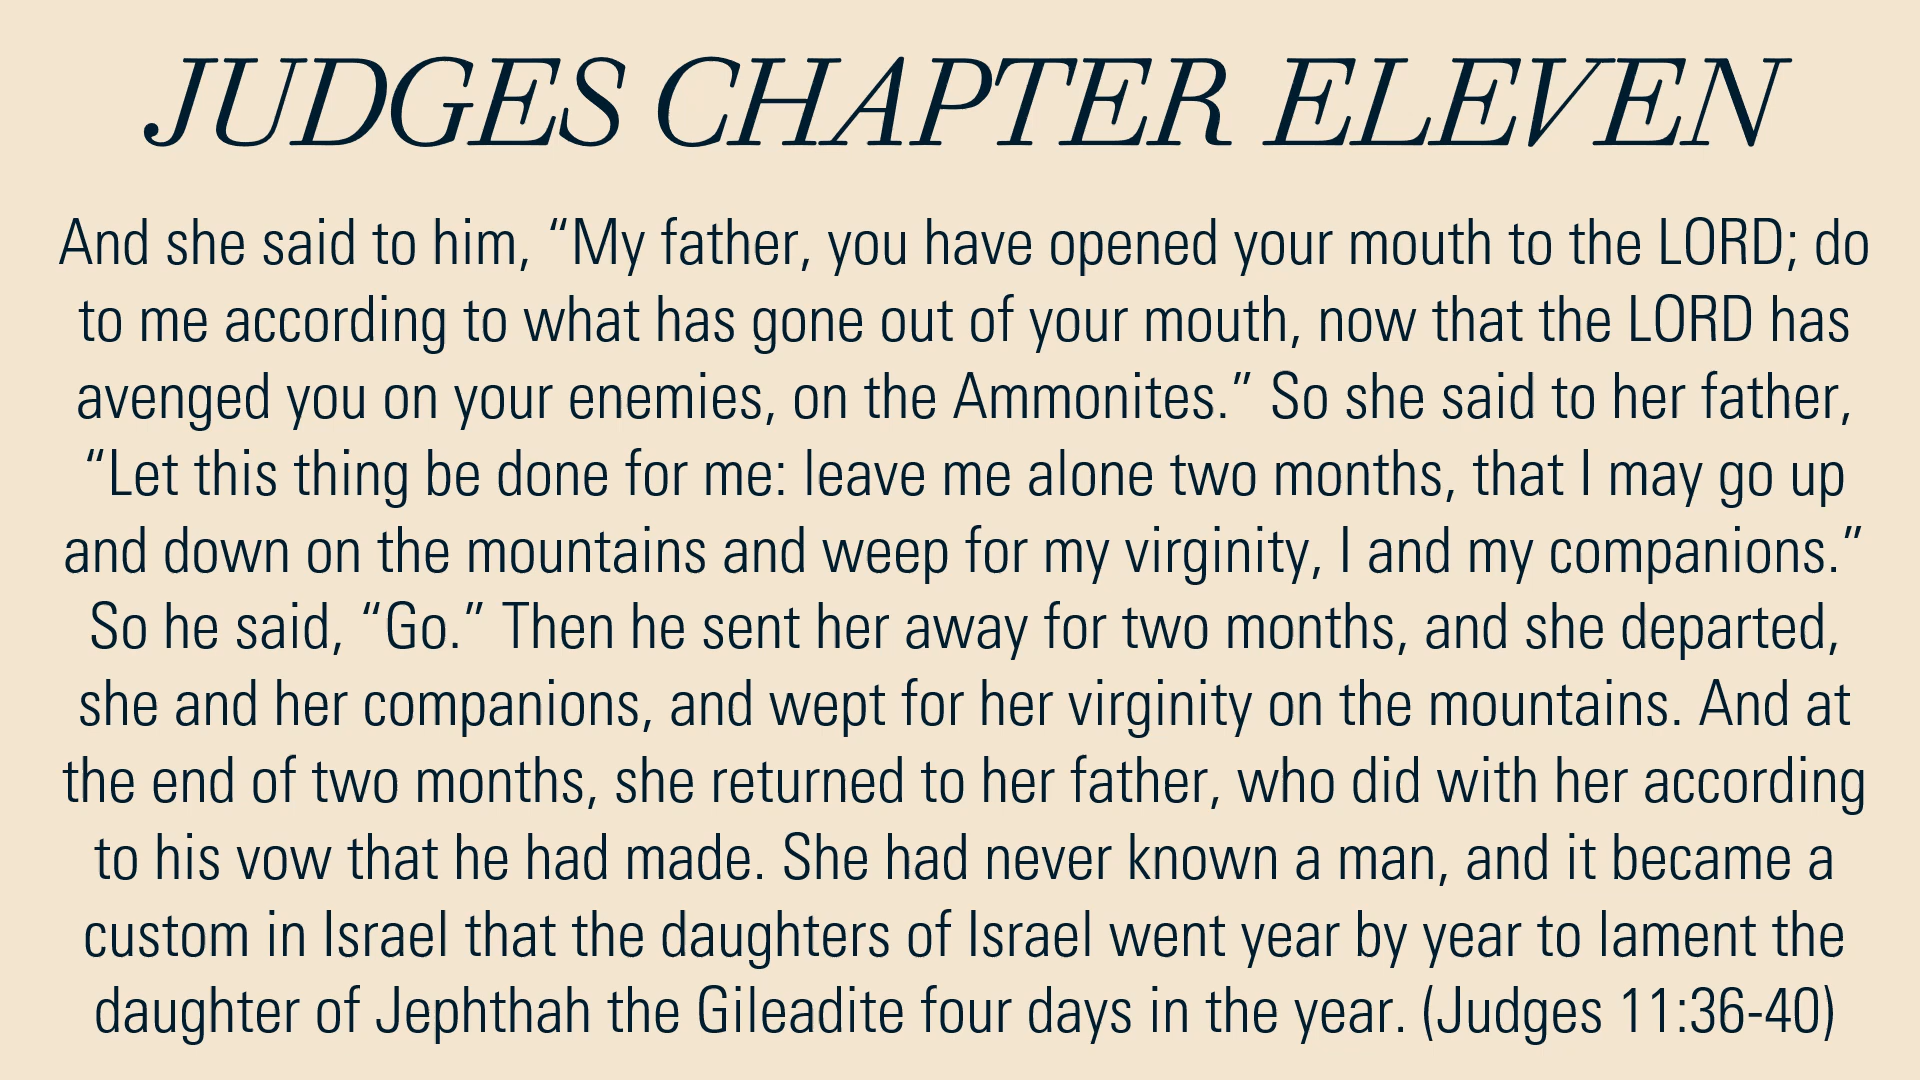 JUDGES CHAPTER ELEVEN
And she said to him, “My father, you have opened your mouth to the LORD; do
to me according to what has gone out of your mouth, now that the LORD has
avenged you on your enemies, on the Ammonites.” So she said to her father,
“Let this thing be done for me: leave me alone two months, that I may go up
and down on the mountains and weep for my virginity, I and my companions.”
So he said, “Go.” Then he sent her away for two months, and she departed,
she and her companions, and wept for her virginity on the mountains. And at
the end of two months, she returned to her father, who did with her according
to his vow that he had made. She had never known a man, and it became a
custom in Israel that the daughters of Israel went year by year to lament the
daughter of Jephthah the Gileadite four days in the year. (Judges 11:36-40)